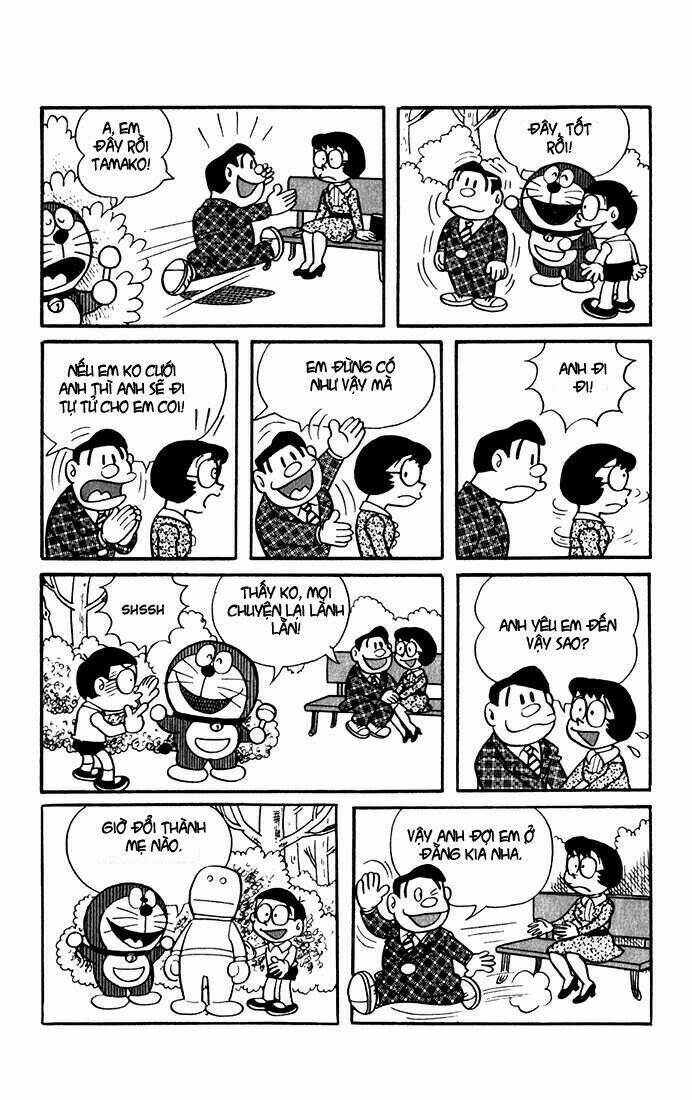 A, EM
ĐÂY RỒI
TAMAKO!
ĐÂY, TỐT
RỒI!
NẾU EM KO CƯỚI
ANH THÌ ANH SẼ ĐI
TỰ TỬ CHO EM COI!
EM ĐỪNG CÓ
NHƯ VẬY MÀ
ANH ĐI
ĐI!
SHSSH
THẤY KO, MỌI
CHUYỆN LẠI LÀNH
LẶN!
ANH YÊU EM ĐẾN
VẬY SAO?
GIỜ ĐỔI THÀNH
MẸ NÀO.
VẬY ANH ĐỢI EM Ở
ĐẰNG KIA NHA.